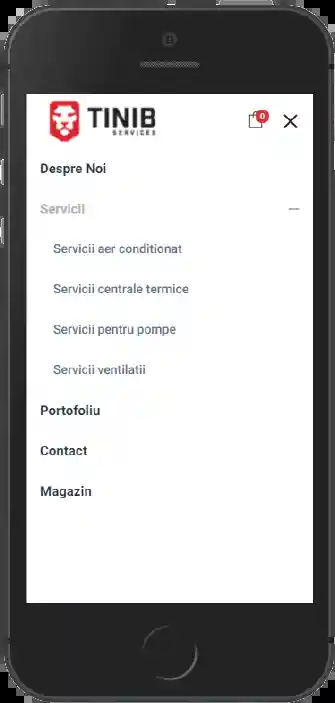 TINIB
SERVICES
0
Despre Noi
Servicii
Servicii aer conditionat
Servicii centrale termice
Servicii pentru pompe
Servicii ventilatii
Portofoliu
Contact
Magazin